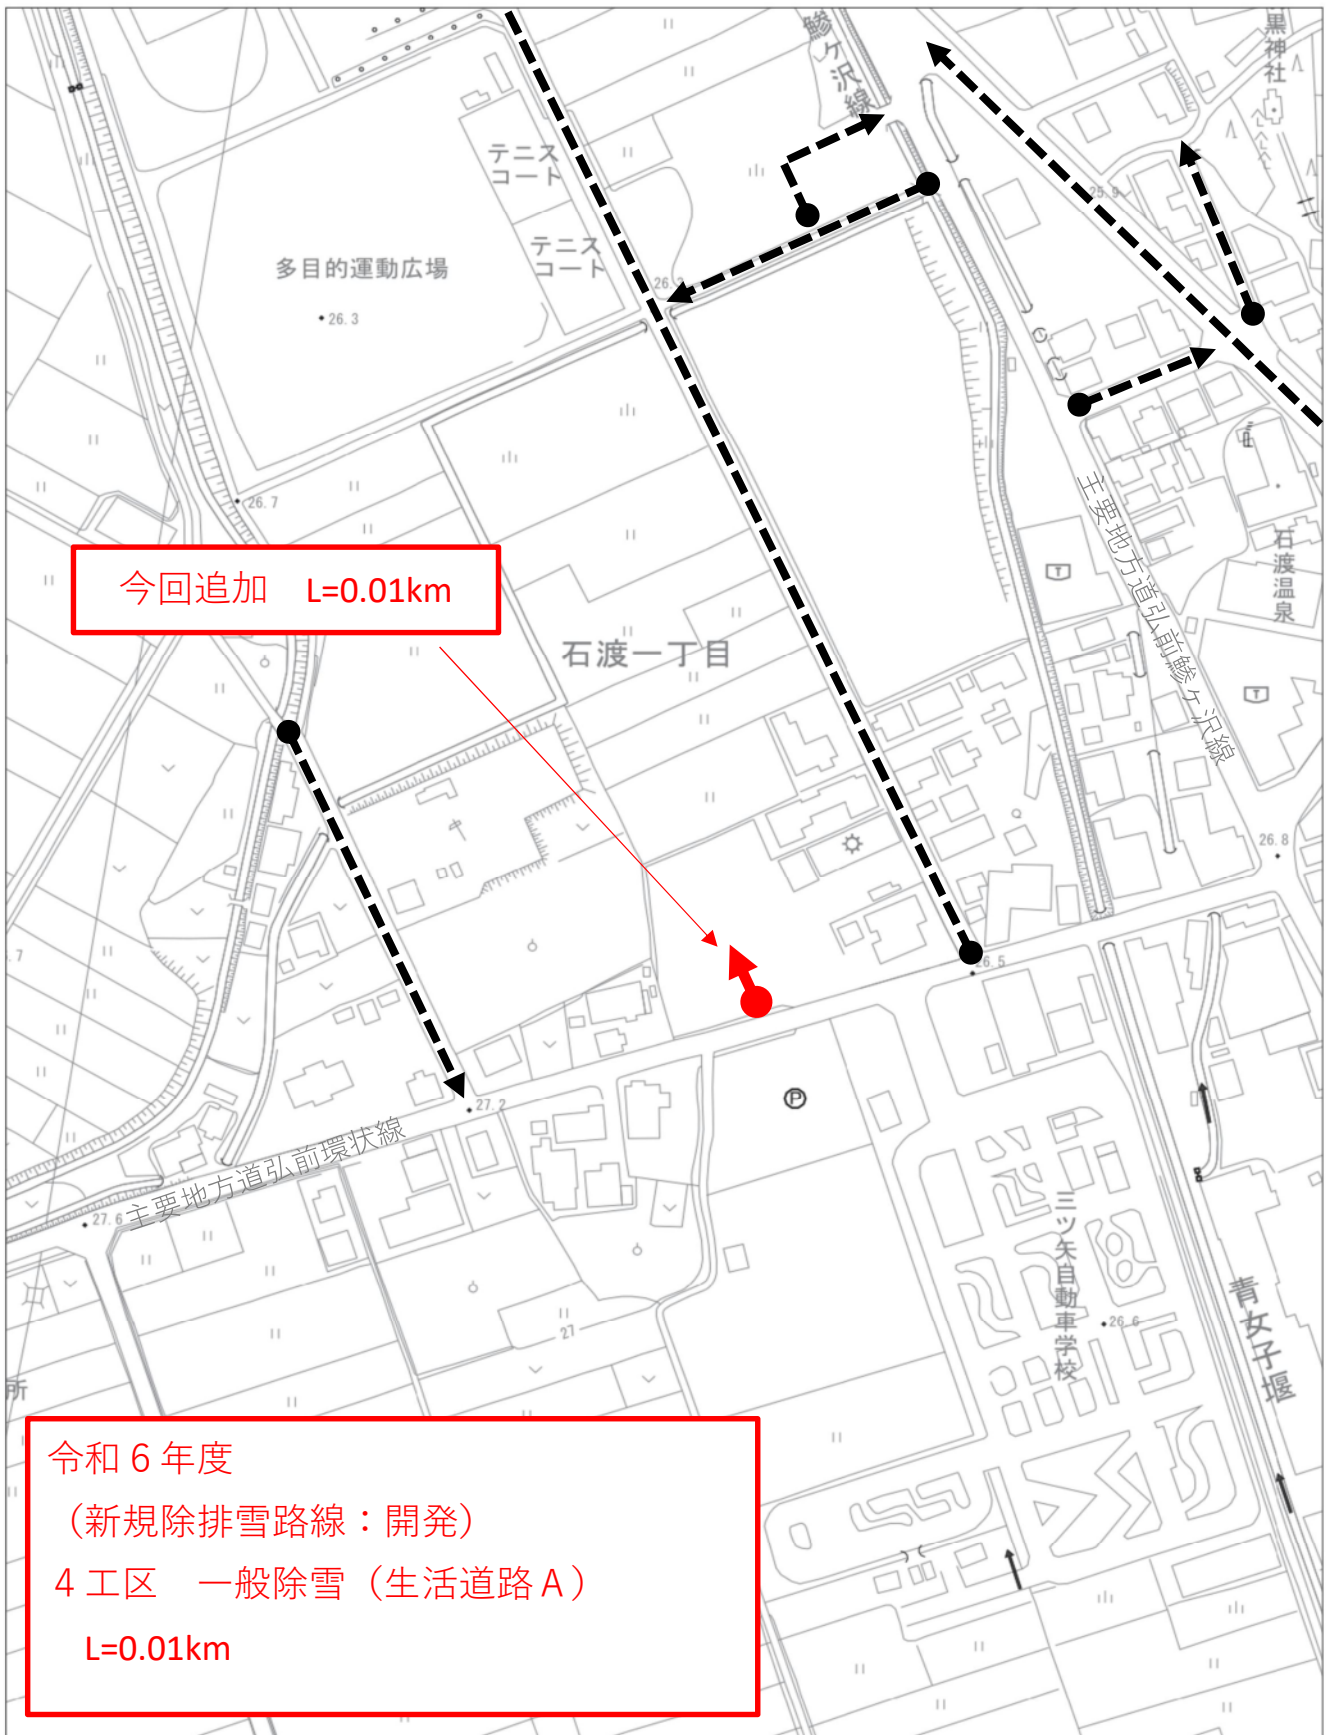 鰺ヶ沢線
黒神社
テニス
コート
25.9
テニス
コート
多目的運動広場
26.3
26.7
主要地方道弘前鰺ヶ沢線
石渡温泉
今回追加 L=0.01km
石渡一丁目
26.8
26.5
27.2
主要地方道弘前環状線
27.6
三ツ矢自動車学校
26.6
青女子堰
27
所
令和6年度
(新規除排雪路線:開発)
4工区 一般除雪(生活道路A)
L=0.01km